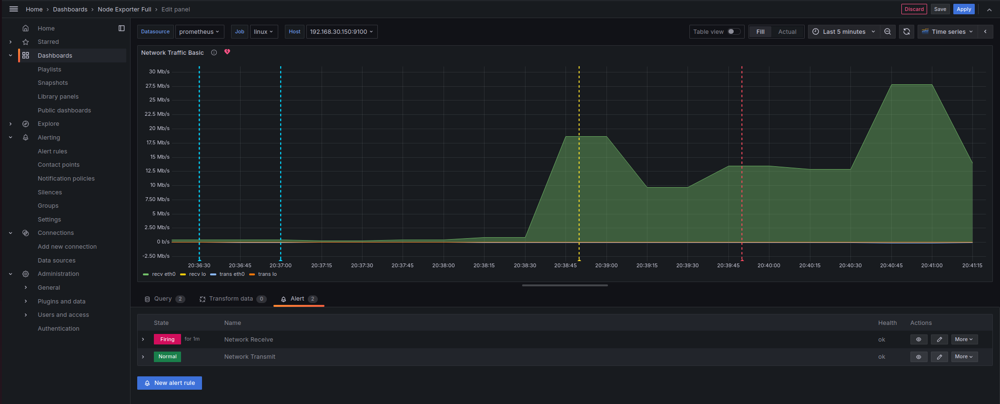 Home › Dashboards › Node Exporter Full › Edit panel
Discard Save Apply
Home
Starred
Dashboards
Playlists
Snapshots
Library panels
Public dashboards
Explore
Alerting
Alert rules
Contact points
Notification policies
Silences
Groups
Settings
Connections
Add new connection
Data sources
Administration
General
Plugins and data
Users and access
Authentication
Datasource prometheus Job linux Host 192.168.30.150:9100
Table view Fill Actual Last 5 minutes Time series
Network Traffic Basic
30 Mb/s
27.5 Mb/s
25 Mb/s
22.5 Mb/s
20 Mb/s
17.5 Mb/s
15 Mb/s
12.5 Mb/s
10 Mb/s
7.50 Mb/s
5 Mb/s
2.50 Mb/s
0 b/s
-2.50 Mb/s
20:36:30 20:36:45 20:37:00 20:37:15 20:37:30 20:37:45 20:38:00 20:38:15 20:38:30 20:38:45 20:39:00 20:39:15 20:39:30 20:39:45 20:40:00 20:40:15 20:40:30 20:40:45 20:41:00 20:41:15
recv eth0 recv lo trans eth0 trans lo
Query 2 Transform data 0 Alert 2
State Name Health Actions
Firing for 1m Network Receive ok More
Normal Network Transmit ok More
New alert rule